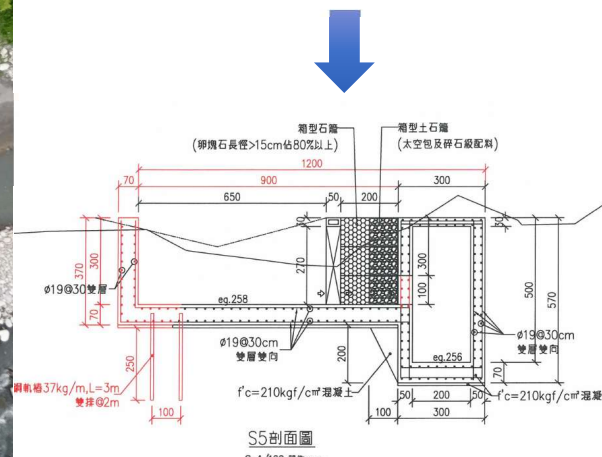 箱型石籠
(卵塊石長徑>15cm佔80%以上)
箱型土石籠
(太空包及碎石級配料)
1200
70
900
300
650
50
200
30
30
370
300
70
270
300
100
500
570
ø19@30雙層
eg.258
ø19@30cm
雙層雙向
ø19@30cm
雙層雙向
eg.256
250
200
70
鋼軌樁37kg/m,L=3m
雙排@2m
f'c=210kgf/cm²混凝土
f'c=210kgf/cm²混凝
100
100
50
200
50
300
S5剖面圖